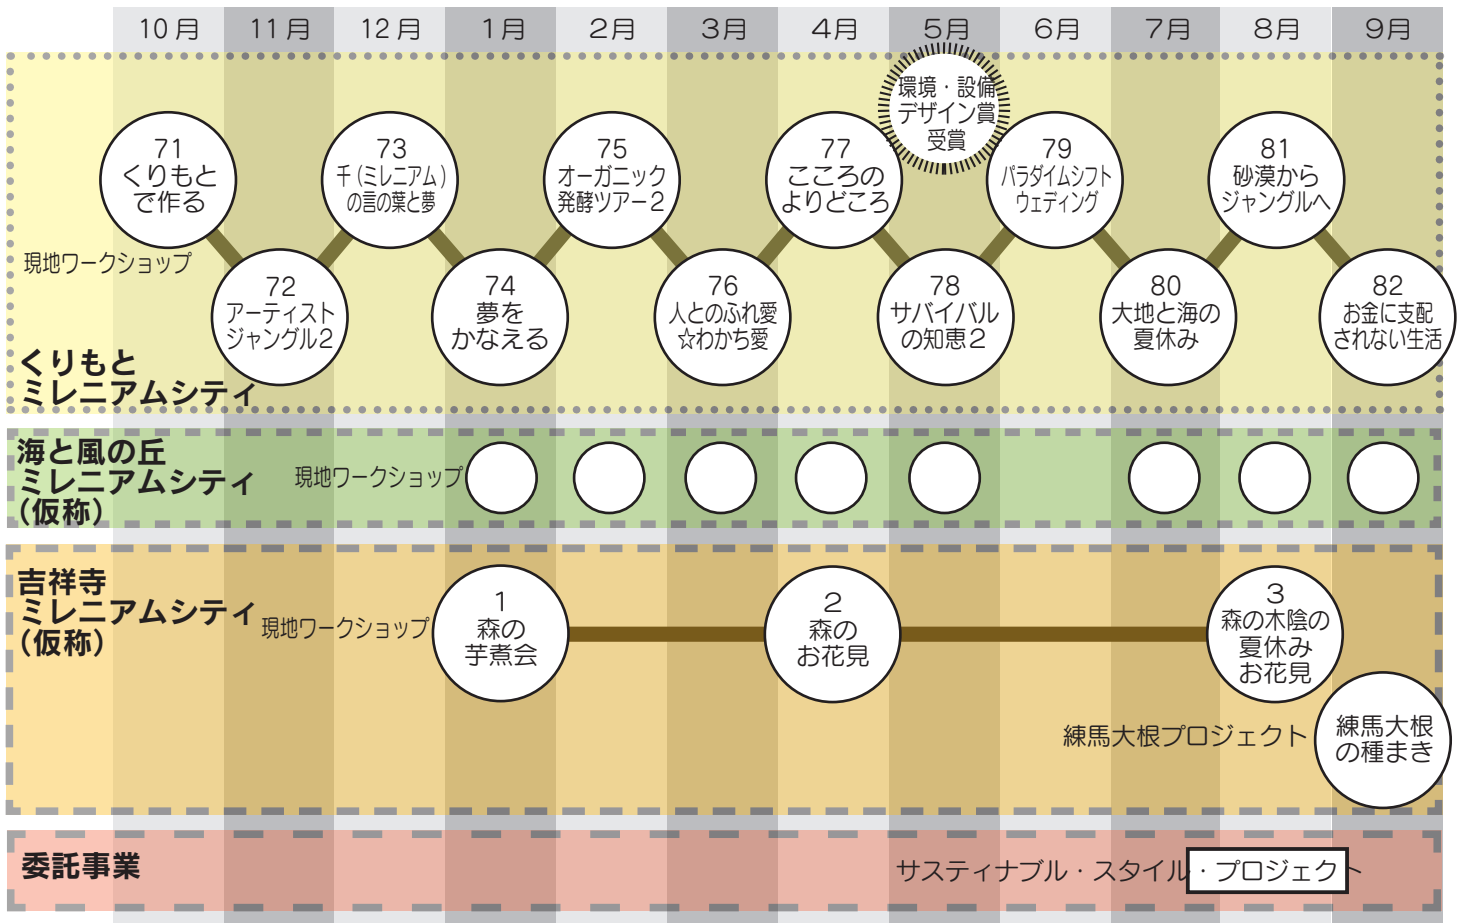 10月 11月 12月 1月 2月 3月 4月 5月 6月 7月 8月 9月
環境・設備
デザイン賞
受賞
71
くりもと
で作る
73
千(ミレニアム)
の言の葉と夢
75
オーガニック
発酵ツアー2
77
こころの
よりどころ
79
パラダイムシフト
ウェディング
81
砂漠から
ジャングルへ
現地ワークショップ
72
アーティスト
ジャングル2
74
夢を
かなえる
76
人とのふれ愛
☆わかち愛
78
サバイバル
の知恵2
80
大地と海の
夏休み
82
お金に支配
されない生活
くりもと
ミレニアムシティ
海と風の丘
ミレニアムシティ
(仮称)
現地ワークショップ
吉祥寺
ミレニアムシティ
(仮称)
現地ワークショップ
1
森の
芋煮会
2
森の
お花見
3
森の木陰の
夏休み
お花見
練馬大根プロジェクト
練馬大根
の種まき
委託事業
サスティナブル・スタイル・プロジェクト